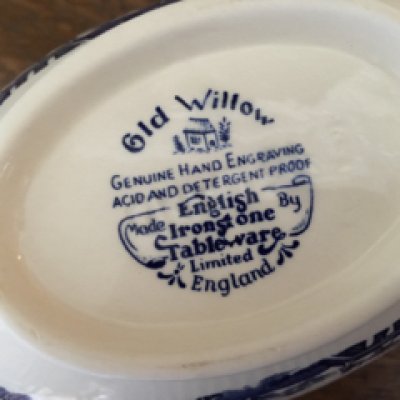 Old Willow
GENUINE HAND ENGRAVING
ACID AND DETERGENT PROOF
English
Made Ironstone By
Tableware
Limited
England